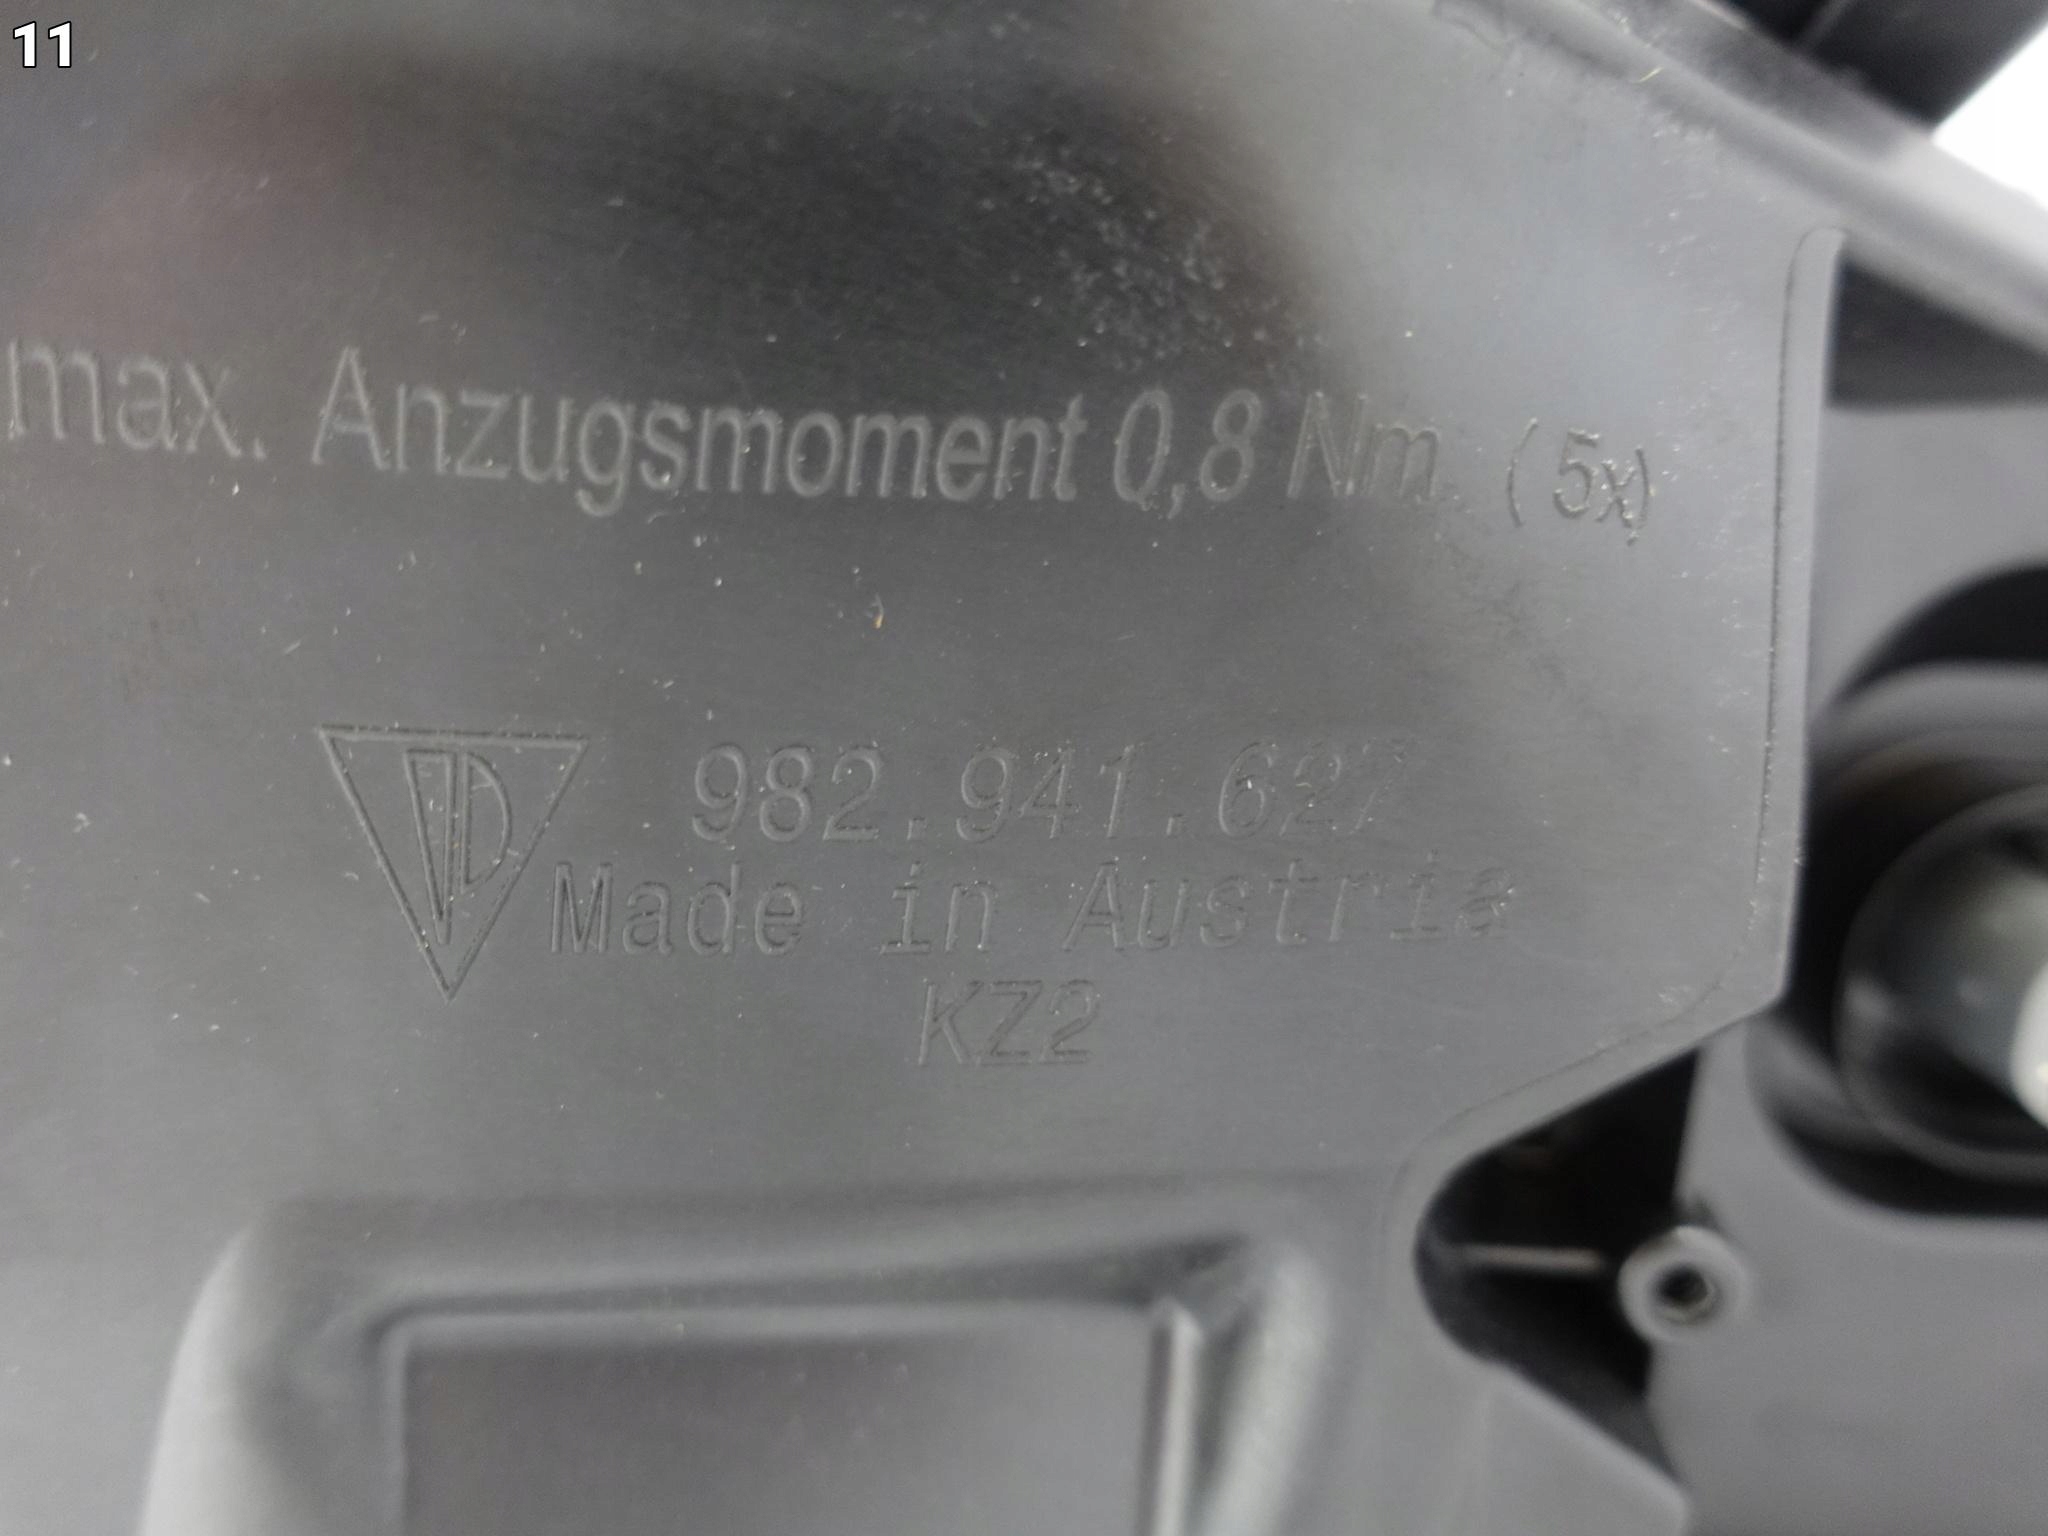 11
max. Anzugsmoment 0,8 Nm (5x)
982.941.627
Made in Austria
KZ2